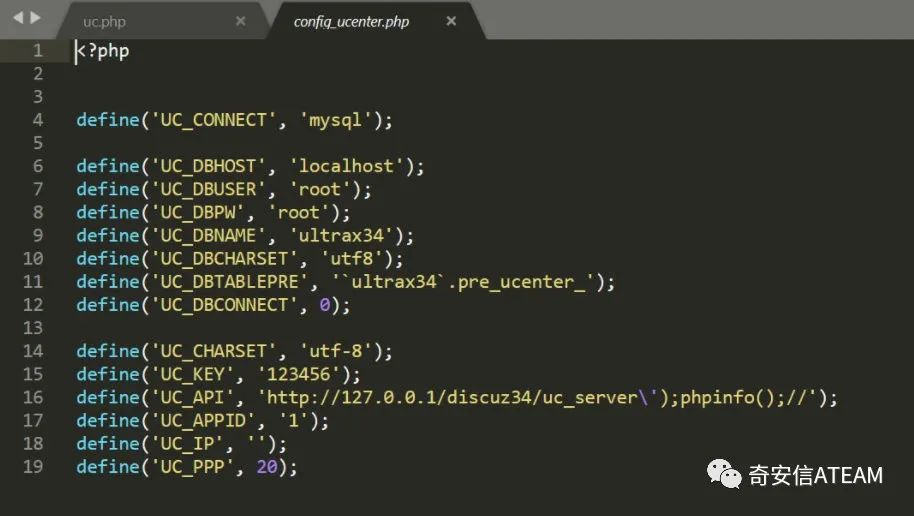 uc.php × config_ucenter.php ×
1 <?php
2
3
4 define('UC_CONNECT', 'mysql');
5
6 define('UC_DBHOST', 'localhost');
7 define('UC_DBUSER', 'root');
8 define('UC_DBPW', 'root');
9 define('UC_DBNAME', 'ultrax34');
10 define('UC_DBCHARSET', 'utf8');
11 define('UC_DBTABLEPRE', '`ultrax34`.pre_ucenter_');
12 define('UC_DBCONNECT', 0);
13
14 define('UC_CHARSET', 'utf-8');
15 define('UC_KEY', '123456');
16 define('UC_API', 'http://127.0.0.1/discuz34/uc_server\');phpinfo();//');
17 define('UC_APPID', '1');
18 define('UC_IP', '');
19 define('UC_PPP', 20);
奇安信ATEAM